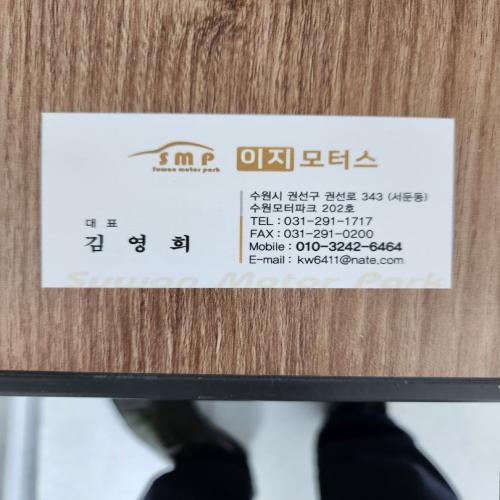 SMP
Suwon motor park
이지모터스
대 표
김 영 희
수원시 권선구 권선로 343 (서둔동)
수원모터파크 202호
TEL : 031-291-1717
FAX : 031-291-0200
Mobile : 010-3242-6464
E-mail : kw6411@nate.com
Suwon Motor Park